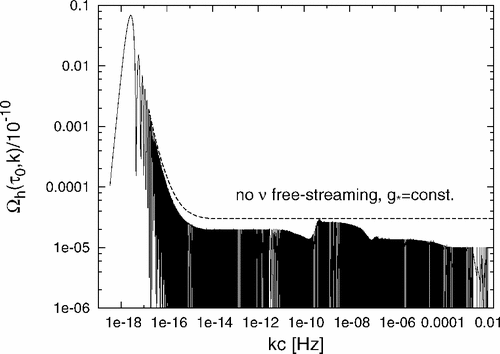 Ωh(τ0,k)/10-10
0.1
0.01
0.001
0.0001
1e-05
1e-06
no ν free-streaming, g*=const.
1e-18
1e-16
1e-14
1e-12
1e-10
1e-08
1e-06
0.0001
0.01
kc [Hz]